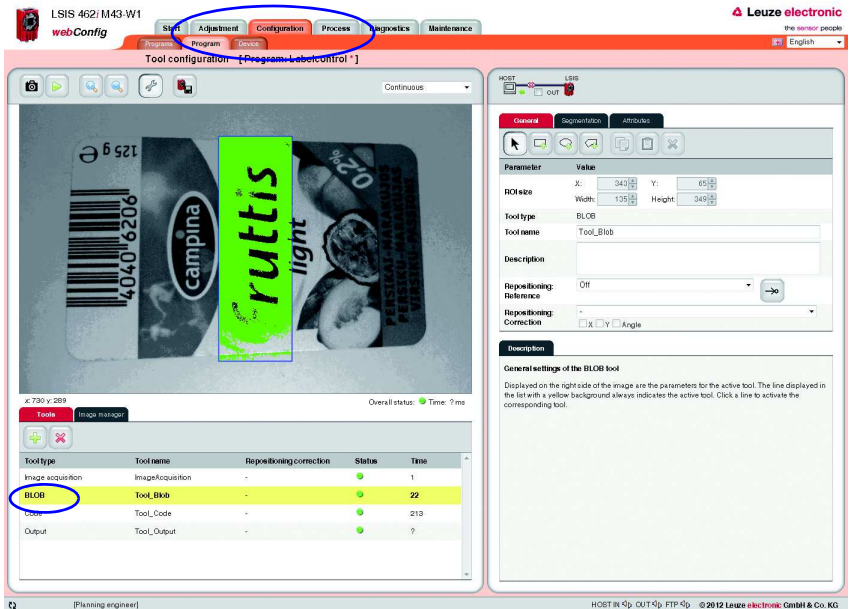 LSIS 462i M43-W1
webConfig
Start Adjustment Configuration Process Diagnostics Maintenance
Programs Program Device
Leuze electronic
the sensor people
English
Tool configuration [Program: Labelcontrol *]
Continuous
HOST LSIS
OUT
125 g
0,2%
campina
fruttis
light
4040 6206
General Segmentation Attributes
Parameter Value
ROI size X: 340 Y: 65
Width: 135 Height: 349
Tool type BLOB
Tool name Tool_Blob
Description
Repositioning: Reference Off
Repositioning: Correction -
X Y Angle
Description
General settings of the BLOB tool
Displayed on the right side of the image are the parameters for the active tool. The line displayed in
the list with a yellow background always indicates the active tool. Click a line to activate the
corresponding tool.
x: 730 y: 289
Overall status: Time: ? ms
Tools Image manager
Tool type Tool name Repositioning correction Status Time
Image acquisition ImageAcquisition - 1
BLOB Tool_Blob - 22
Code Tool_Code - 213
Output Tool_Output - ?
[Planning engineer]
HOST IN OUT FTP © 2012 Leuze electronic GmbH & Co. KG